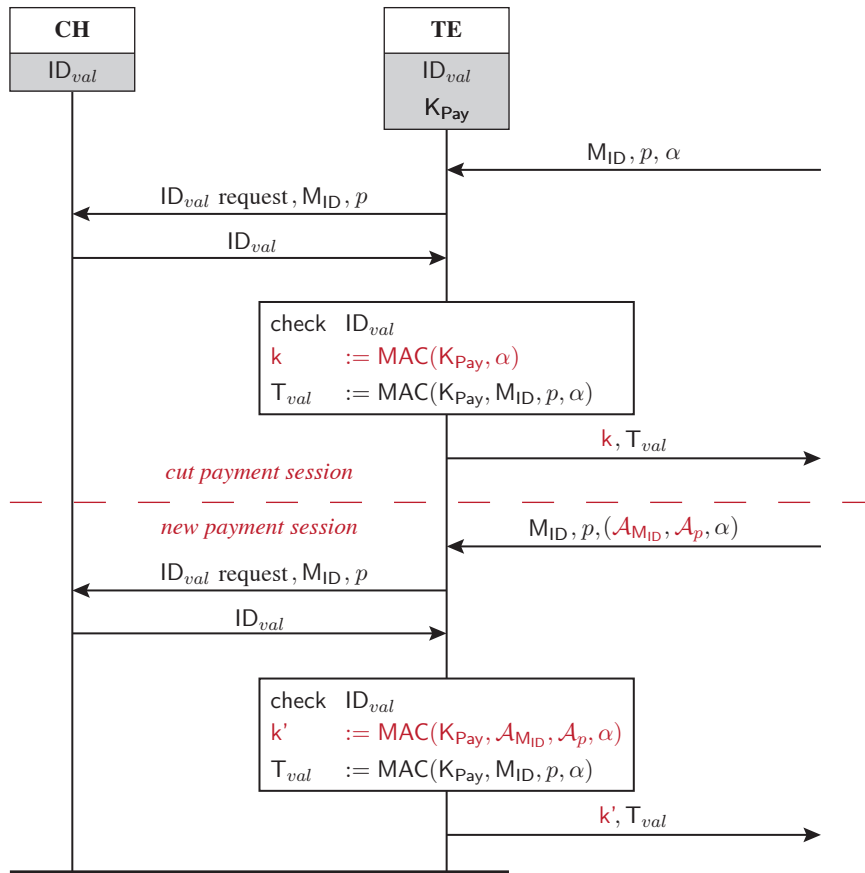 CH TE
ID_val ID_val
K_Pay
M_ID, p, α
ID_val request, M_ID, p
ID_val
check ID_val
k := MAC(K_Pay, α)
T_val := MAC(K_Pay, M_ID, p, α)
k, T_val
cut payment session
new payment session
M_ID, p,(𝒜_M_ID, 𝒜_p, α)
ID_val request, M_ID, p
ID_val
check ID_val
k' := MAC(K_Pay, 𝒜_M_ID, 𝒜_p, α)
T_val := MAC(K_Pay, M_ID, p, α)
k', T_val